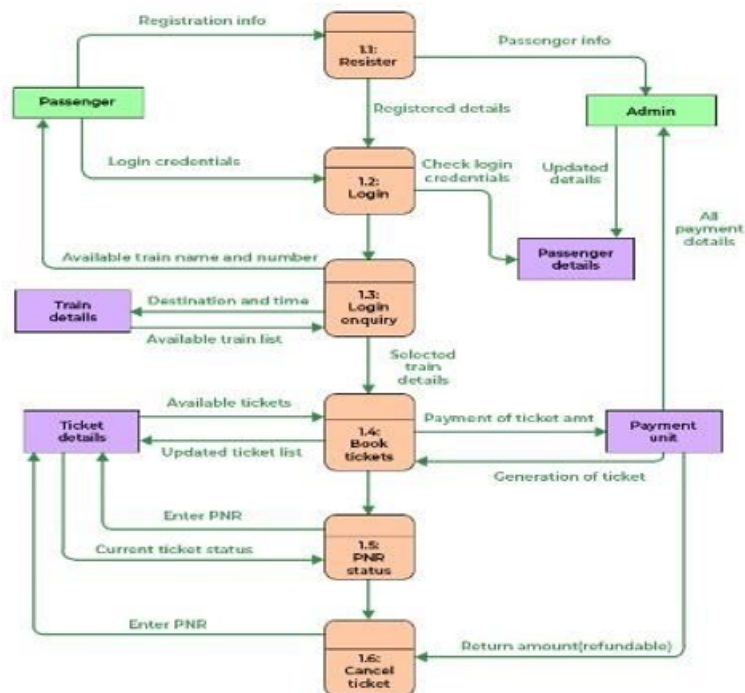 Registration info
1.1:
Resister
Passenger info
Passenger
Admin
Registered details
Login credentials
1.2:
Login
Check login
credentials
Updated
details
All
payment
details
Available train name and number
Passenger
details
1.3:
Login
enquiry
Train
details
Destination and time
Available train list
Selected
train
details
Ticket
details
Available tickets
Updated ticket list
1.4:
Book
tickets
Payment of ticket amt
Payment
unit
Generation of ticket
Enter PNR
Current ticket status
1.5:
PNR
status
Enter PNR
1.6:
Cancel
ticket
Return amount(refundable)